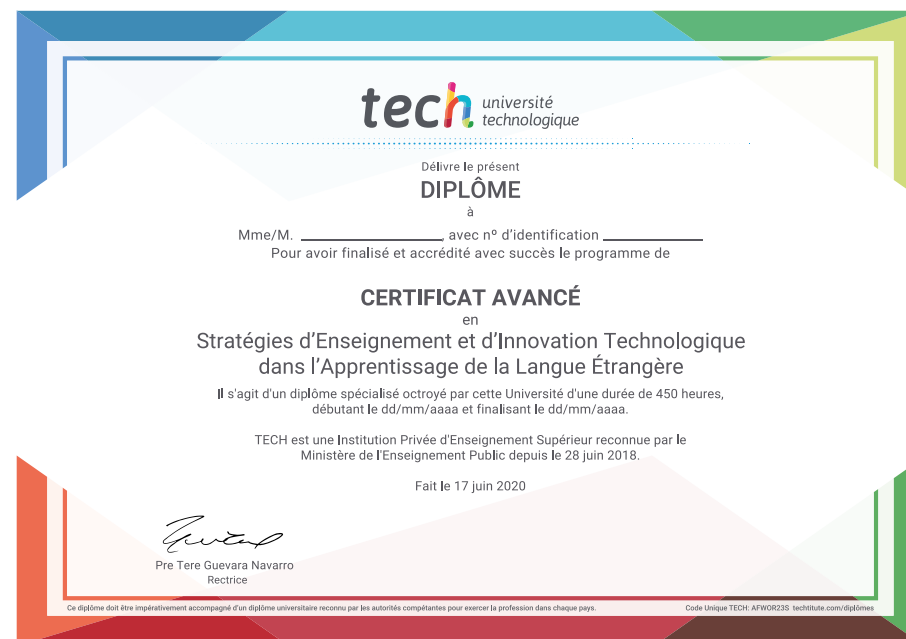 tech université
technologique
Délivre le présent
DIPLÔME
à
Mme/M. ____________________, avec nº d'identification ______________
Pour avoir finalisé et accrédité avec succès le programme de
CERTIFICAT AVANCÉ
en
Stratégies d'Enseignement et d'Innovation Technologique
dans l'Apprentissage de la Langue Étrangère
Il s'agit d'un diplôme spécialisé octroyé par cette Université d'une durée de 450 heures,
débutant le dd/mm/aaaa et finalisant le dd/mm/aaaa.
TECH est une Institution Privée d'Enseignement Supérieur reconnue par le
Ministère de l'Enseignement Public depuis le 28 juin 2018.
Fait le 17 juin 2020
Pre Tere Guevara Navarro
Rectrice
Ce diplôme doit être impérativement accompagné d'un diplôme universitaire reconnu par les autorités compétentes pour exercer la profession dans chaque pays.
Code Unique TECH: AFWOR23S techtitute.com/diplômes